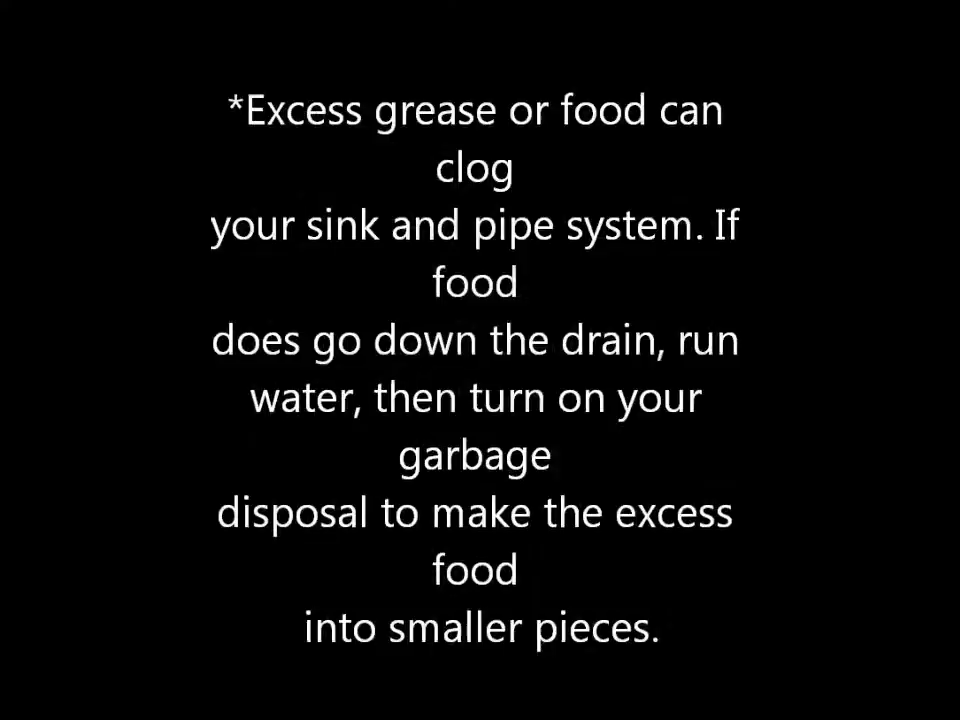 *Excess grease or food can
clog
your sink and pipe system. If
food
does go down the drain, run
water, then turn on your
garbage
disposal to make the excess
food
into smaller pieces.